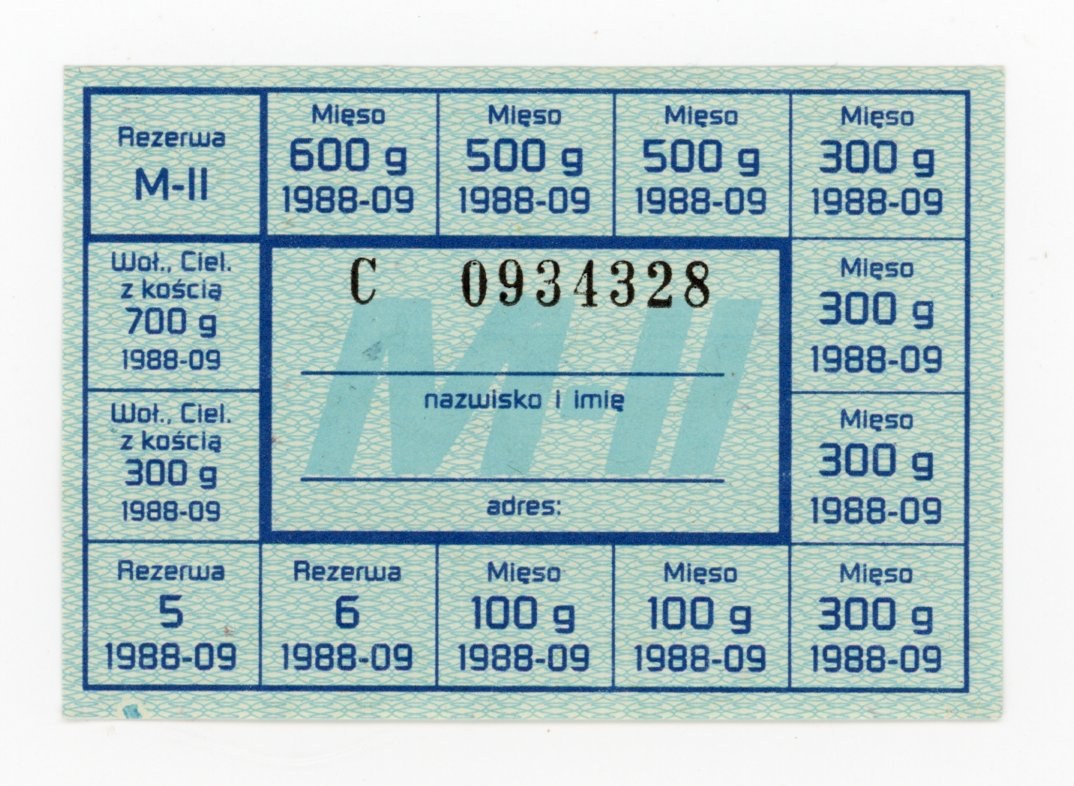 Rezerwa
M-II
Mięso
600 g
1988-09
Mięso
500 g
1988-09
Mięso
500 g
1988-09
Mięso
300 g
1988-09
Woł., Ciel.
z kością
700 g
1988-09
C 0934328
M-II
nazwisko i imię
adres:
Mięso
300 g
1988-09
Woł., Ciel.
z kością
300 g
1988-09
Mięso
300 g
1988-09
Rezerwa
5
1988-09
Rezerwa
6
1988-09
Mięso
100 g
1988-09
Mięso
100 g
1988-09
Mięso
300 g
1988-09